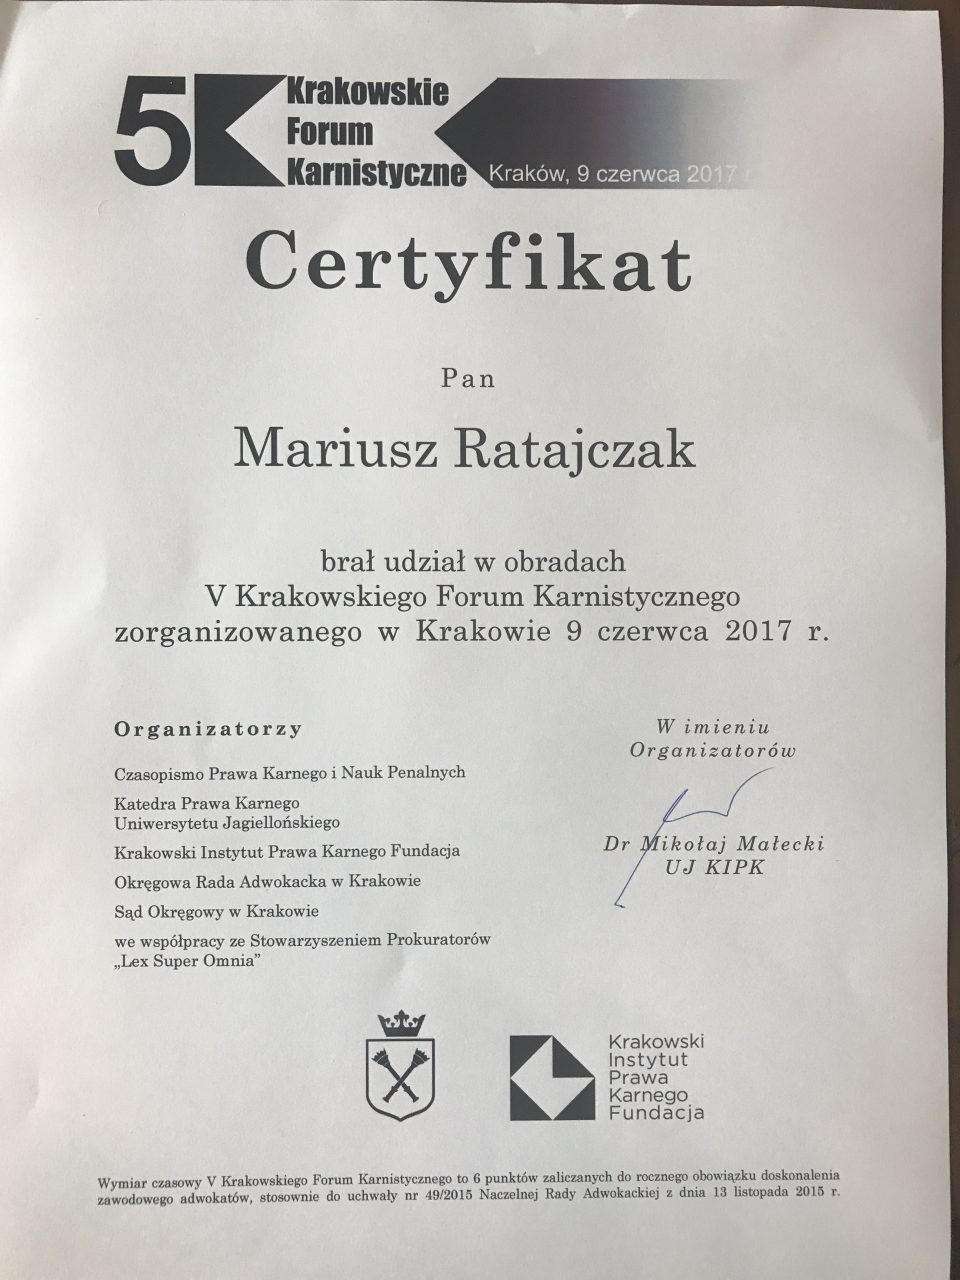 5K Krakowskie
Forum
Karnistyczne
Kraków, 9 czerwca 2017 r.
Certyfikat
Pan
Mariusz Ratajczak
brał udział w obradach
V Krakowskiego Forum Karnistycznego
zorganizowanego w Krakowie 9 czerwca 2017 r.
Organizatorzy
Czasopismo Prawa Karnego i Nauk Penalnych
Katedra Prawa Karnego
Uniwersytetu Jagiellońskiego
Krakowski Instytut Prawa Karnego Fundacja
Okręgowa Rada Adwokacka w Krakowie
Sąd Okręgowy w Krakowie
we współpracy ze Stowarzyszeniem Prokuratorów
„Lex Super Omnia”
W imieniu
Organizatorów
Dr Mikołaj Małecki
UJ KIPK
Krakowski
Instytut
Prawa
Karnego
Fundacja
Wymiar czasowy V Krakowskiego Forum Karnistycznego to 6 punktów zaliczanych do rocznego obowiązku doskonalenia
zawodowego adwokatów, stosownie do uchwały nr 49/2015 Naczelnej Rady Adwokackiej z dnia 13 listopada 2015 r.